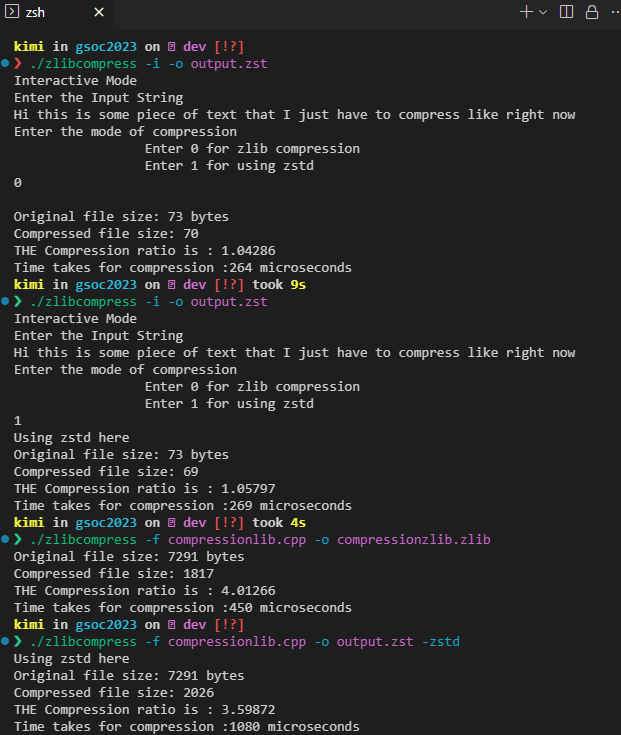 zsh
kimi in gsoc2023 on dev [!?]
❯ ./zlibcompress -i -o output.zst
Interactive Mode
Enter the Input String
Hi this is some piece of text that I just have to compress like right now
Enter the mode of compression
Enter 0 for zlib compression
Enter 1 for using zstd
0
Original file size: 73 bytes
Compressed file size: 70
THE Compression ratio is : 1.04286
Time takes for compression :264 microseconds
kimi in gsoc2023 on dev [!?] took 9s
❯ ./zlibcompress -i -o output.zst
Interactive Mode
Enter the Input String
Hi this is some piece of text that I just have to compress like right now
Enter the mode of compression
Enter 0 for zlib compression
Enter 1 for using zstd
1
Using zstd here
Original file size: 73 bytes
Compressed file size: 69
THE Compression ratio is : 1.05797
Time takes for compression :269 microseconds
kimi in gsoc2023 on dev [!?] took 4s
❯ ./zlibcompress -f compressionlib.cpp -o compressionzlib.zlib
Original file size: 7291 bytes
Compressed file size: 1817
THE Compression ratio is : 4.01266
Time takes for compression :450 microseconds
kimi in gsoc2023 on dev [!?]
❯ ./zlibcompress -f compressionlib.cpp -o output.zst -zstd
Using zstd here
Original file size: 7291 bytes
Compressed file size: 2026
THE Compression ratio is : 3.59872
Time takes for compression :1080 microseconds